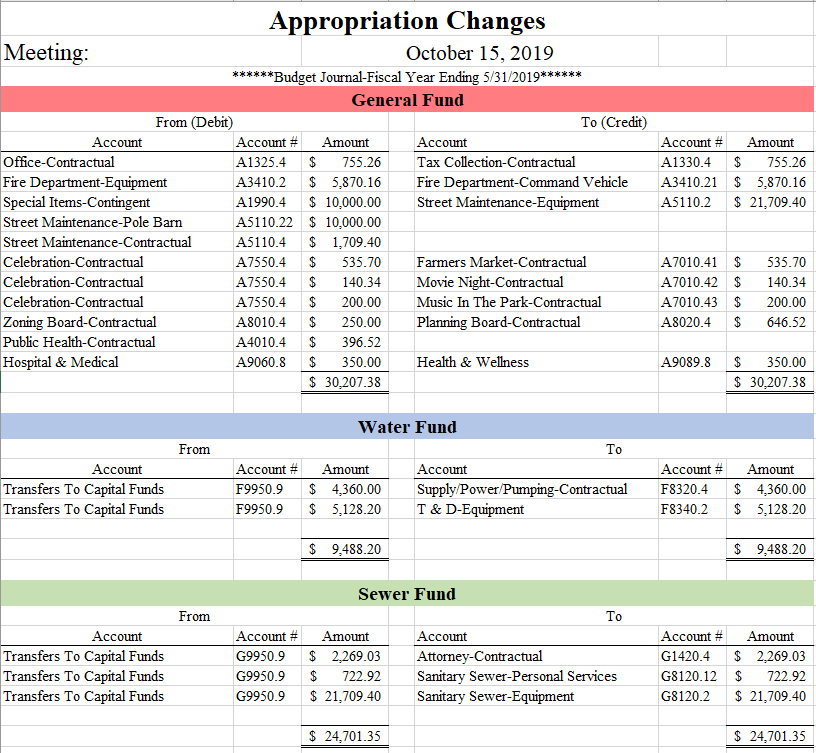 Appropriation Changes
Meeting: October 15, 2019
******Budget Journal-Fiscal Year Ending 5/31/2019******
General Fund
From (Debit) To (Credit)
Account Account # Amount Account Account # Amount
Office-Contractual A1325.4 $ 755.26 Tax Collection-Contractual A1330.4 $ 755.26
Fire Department-Equipment A3410.2 $ 5,870.16 Fire Department-Command Vehicle A3410.21 $ 5,870.16
Special Items-Contingent A1990.4 $ 10,000.00 Street Maintenance-Equipment A5110.2 $ 21,709.40
Street Maintenance-Pole Barn A5110.22 $ 10,000.00
Street Maintenance-Contractual A5110.4 $ 1,709.40
Celebration-Contractual A7550.4 $ 535.70 Farmers Market-Contractual A7010.41 $ 535.70
Celebration-Contractual A7550.4 $ 140.34 Movie Night-Contractual A7010.42 $ 140.34
Celebration-Contractual A7550.4 $ 200.00 Music In The Park-Contractual A7010.43 $ 200.00
Zoning Board-Contractual A8010.4 $ 250.00 Planning Board-Contractual A8020.4 $ 646.52
Public Health-Contractual A4010.4 $ 396.52
Hospital & Medical A9060.8 $ 350.00 Health & Wellness A9089.8 $ 350.00
$ 30,207.38 $ 30,207.38
Water Fund
From To
Account Account # Amount Account Account # Amount
Transfers To Capital Funds F9950.9 $ 4,360.00 Supply/Power/Pumping-Contractual F8320.4 $ 4,360.00
Transfers To Capital Funds F9950.9 $ 5,128.20 T & D-Equipment F8340.2 $ 5,128.20
$ 9,488.20 $ 9,488.20
Sewer Fund
From To
Account Account # Amount Account Account # Amount
Transfers To Capital Funds G9950.9 $ 2,269.03 Attorney-Contractual G1420.4 $ 2,269.03
Transfers To Capital Funds G9950.9 $ 722.92 Sanitary Sewer-Personal Services G8120.12 $ 722.92
Transfers To Capital Funds G9950.9 $ 21,709.40 Sanitary Sewer-Equipment G8120.2 $ 21,709.40
$ 24,701.35 $ 24,701.35